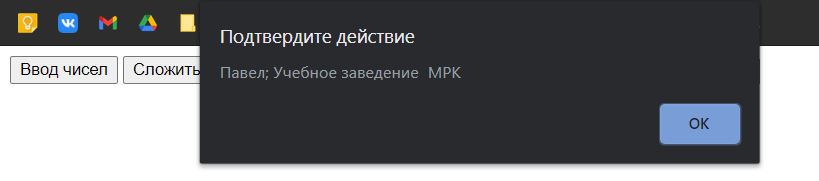 Подтвердите действие
Павел; Учебное заведение  МРК
Ввод чисел Сложить
ОК